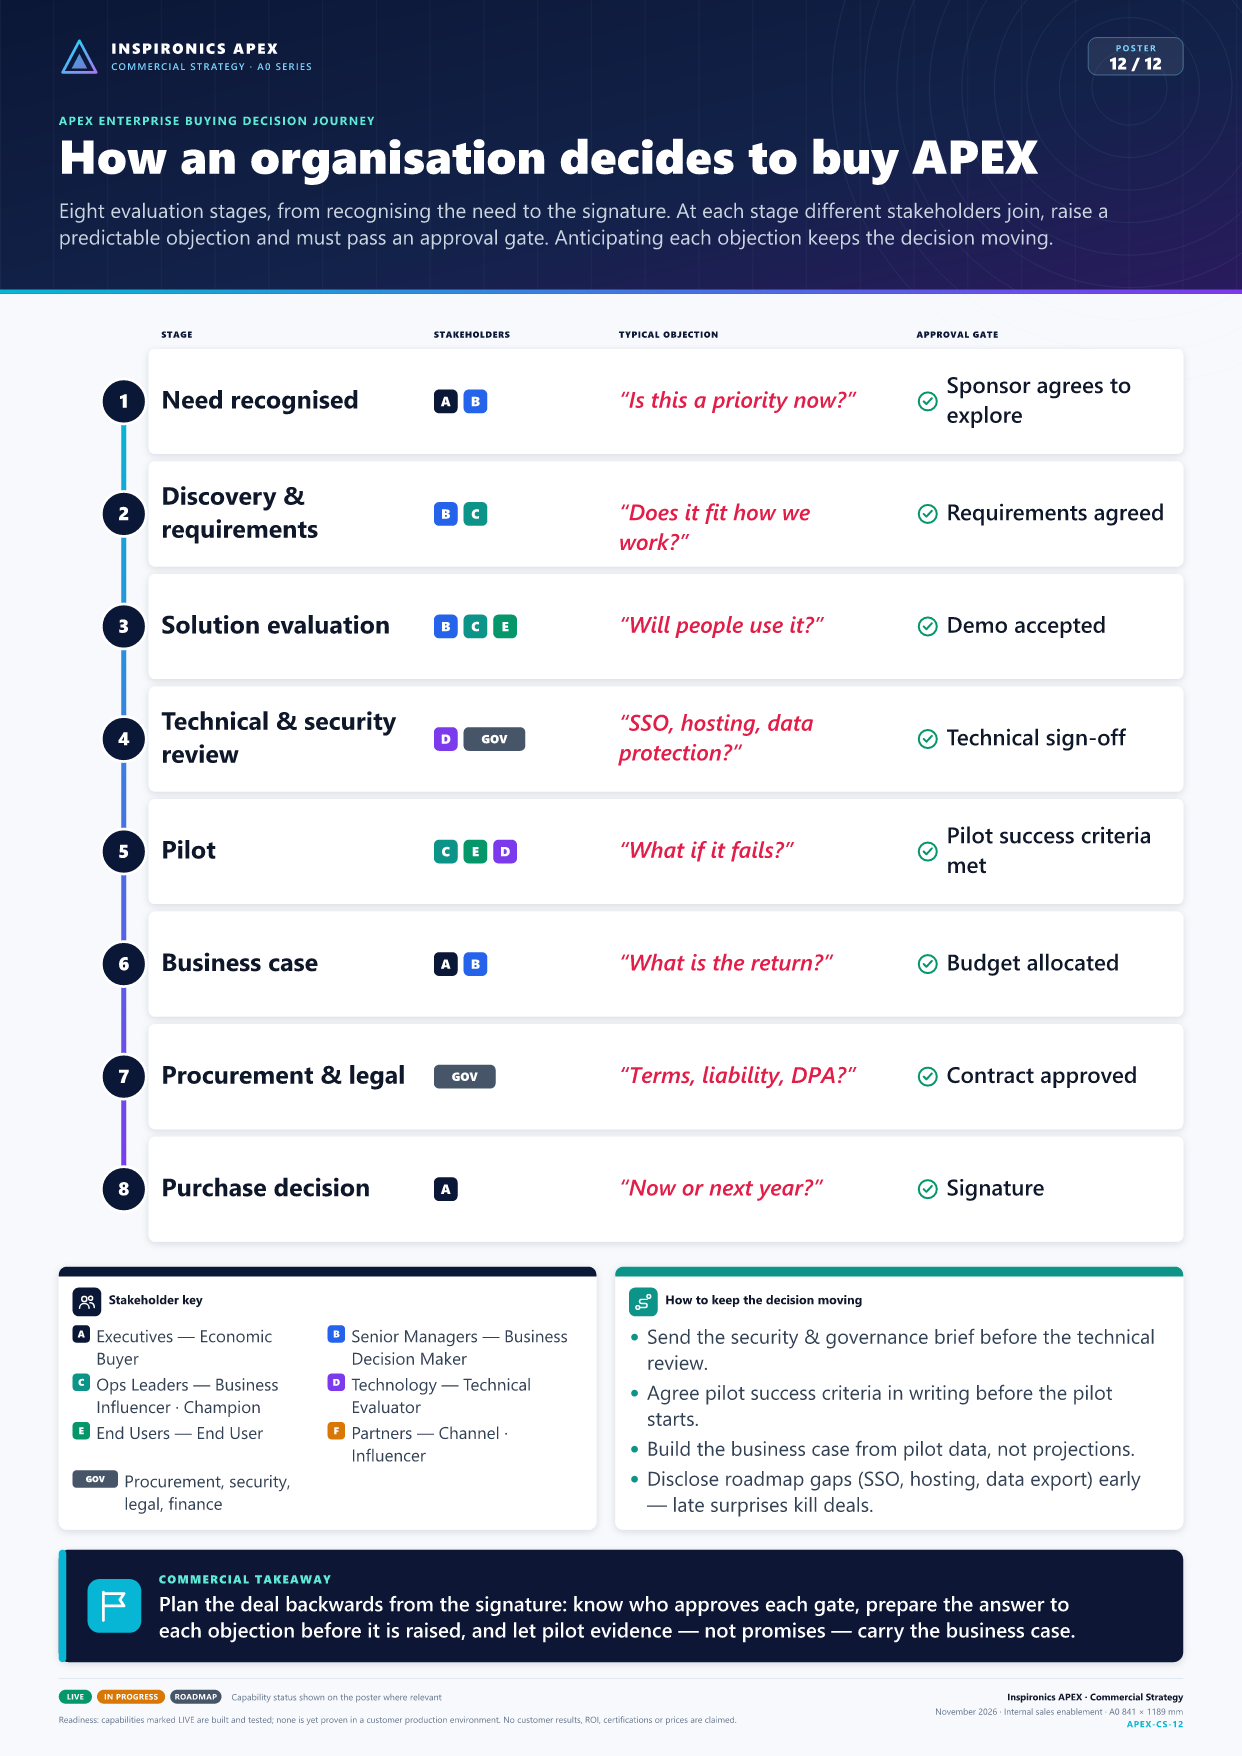 INSPIRONICS APEX
COMMERCIAL STRATEGY · A0 SERIES
POSTER
12 / 12
APEX ENTERPRISE BUYING DECISION JOURNEY
How an organisation decides to buy APEX
Eight evaluation stages, from recognising the need to the signature. At each stage different stakeholders join, raise a
predictable objection and must pass an approval gate. Anticipating each objection keeps the decision moving.
STAGE STAKEHOLDERS TYPICAL OBJECTION APPROVAL GATE
1 Need recognised A B “Is this a priority now?” Sponsor agrees to
explore
2 Discovery &
requirements
B C “Does it fit how we
work?”
Requirements agreed
3 Solution evaluation B C E “Will people use it?” Demo accepted
4 Technical & security
review
D GOV “SSO, hosting, data
protection?”
Technical sign-off
5 Pilot C E D “What if it fails?” Pilot success criteria
met
6 Business case A B “What is the return?” Budget allocated
7 Procurement & legal GOV “Terms, liability, DPA?” Contract approved
8 Purchase decision A “Now or next year?” Signature
Stakeholder key
A Executives — Economic
Buyer
B Senior Managers — Business
Decision Maker
C Ops Leaders — Business
Influencer · Champion
D Technology — Technical
Evaluator
E End Users — End User
F Partners — Channel ·
Influencer
GOV Procurement, security,
legal, finance
How to keep the decision moving
• Send the security & governance brief before the technical
review.
• Agree pilot success criteria in writing before the pilot
starts.
• Build the business case from pilot data, not projections.
• Disclose roadmap gaps (SSO, hosting, data export) early
— late surprises kill deals.
COMMERCIAL TAKEAWAY
Plan the deal backwards from the signature: know who approves each gate, prepare the answer to
each objection before it is raised, and let pilot evidence — not promises — carry the business case.
LIVE IN PROGRESS ROADMAP Capability status shown on the poster where relevant
Readiness: capabilities marked LIVE are built and tested; none is yet proven in a customer production environment. No customer results, ROI, certifications or prices are claimed.
Inspironics APEX · Commercial Strategy
November 2026 · Internal sales enablement · A0 841 × 1189 mm
APEX-CS-12